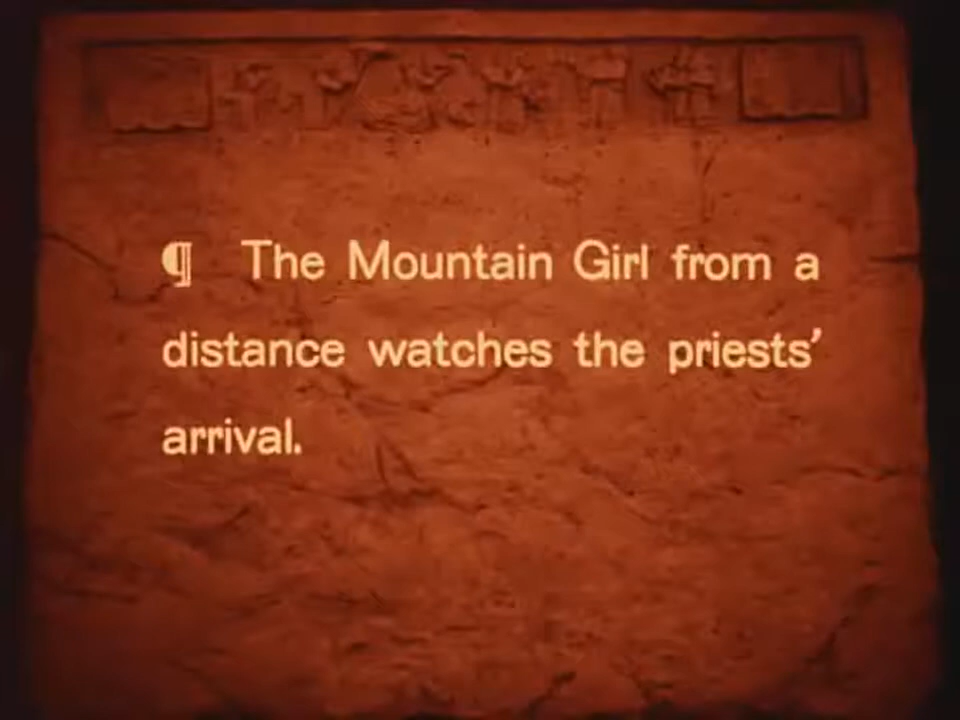 ¶ The Mountain Girl from a
distance watches the priests’
arrival.